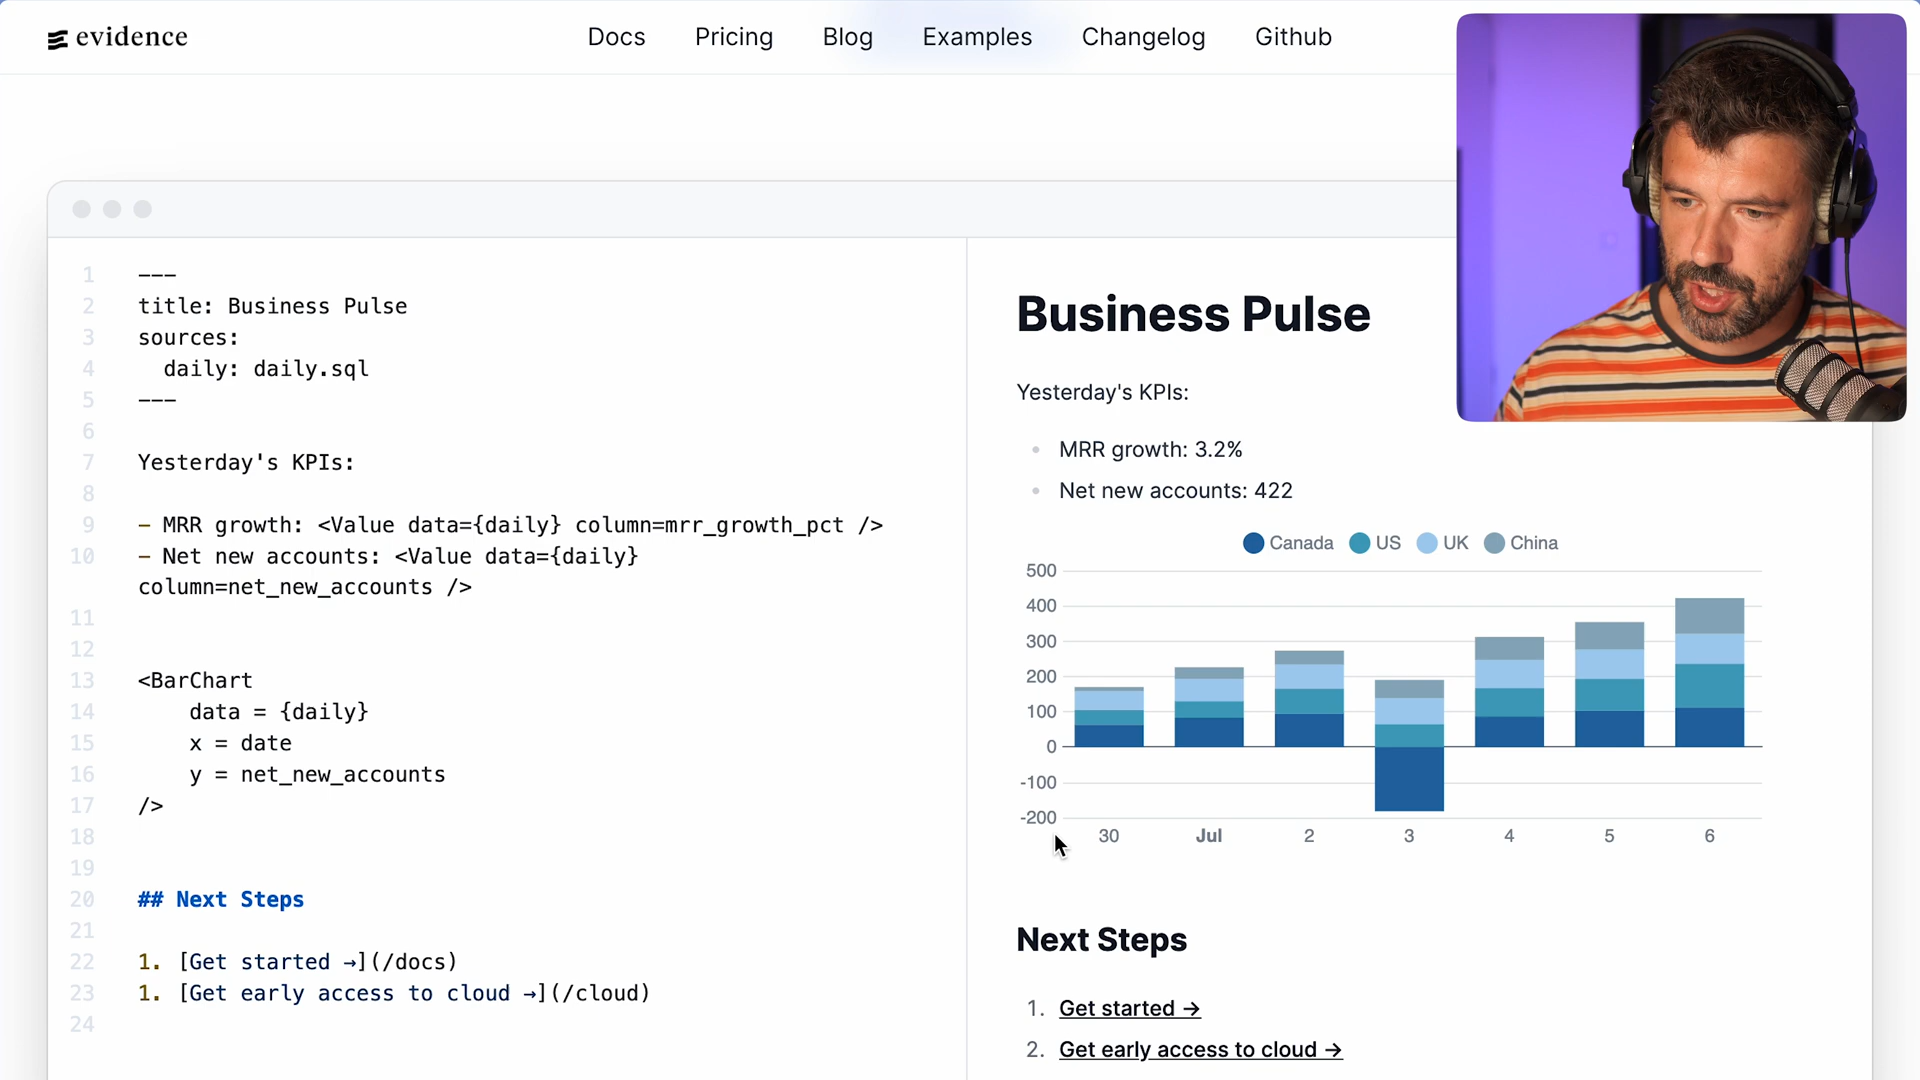 evidence
Docs
Pricing
Blog
Examples
Changelog
Github
1 ---
2 title: Business Pulse
3 sources:
4 daily: daily.sql
5 ---
6
7 Yesterday's KPIs:
8
9 - MRR growth: <Value data={daily} column=mrr_growth_pct />
10 - Net new accounts: <Value data={daily}
column=net_new_accounts />
11
12
13 <BarChart
14 data = {daily}
15 x = date
16 y = net_new_accounts
17 />
18
19
20 ## Next Steps
21
22 1. [Get started →](/docs)
23 1. [Get early access to cloud →](/cloud)
24
Business Pulse
Yesterday's KPIs:
MRR growth: 3.2%
Net new accounts: 422
Canada US UK China
500
400
300
200
100
0
-100
-200
30 Jul 2 3 4 5 6
Next Steps
1. Get started →
2. Get early access to cloud →